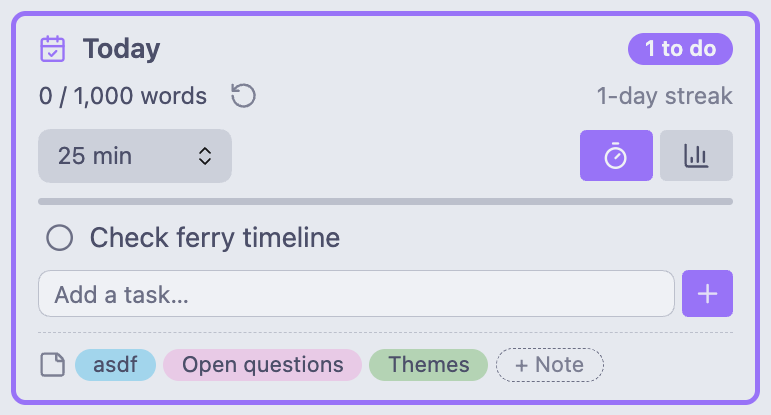 Today
1 to do
0 / 1,000 words
1-day streak
25 min
Check ferry timeline
Add a task...
asdf Open questions Themes + Note